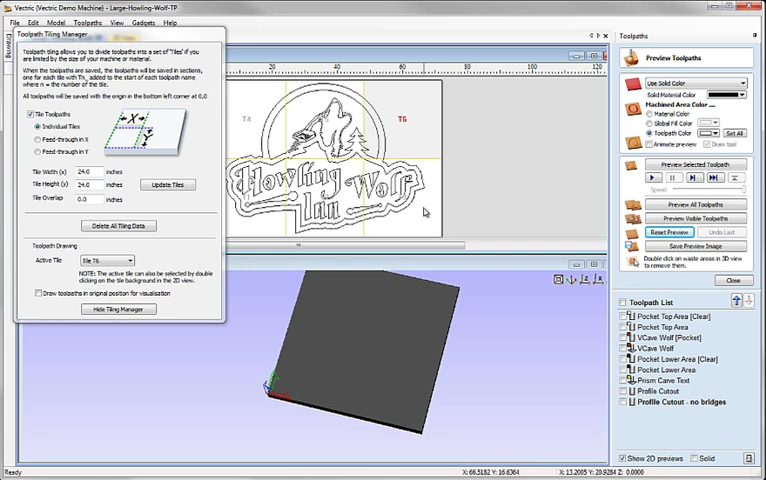 Vectric (Vectric Demo Machine) - Large-Howling-Wolf-TP
File Edit Model Toolpaths View Gadgets Help
Drawing
Toolpath Tiling Manager
Toolpath tiling allows you to divide toolpaths into a set of 'Tiles' if you
are limited by the size of your machine or material.
When the toolpaths are saved, the toolpaths will be saved in sections,
one for each tile with Tn_ added to the start of each toolpath name
where n = the number of the tile.
All toolpaths will be saved with the origin in the bottom left corner at 0,0
Tile Toolpaths
Individual Tiles
Feed-through in X
Feed-through in Y
X
Y
Tile Width (x) 24.0 inches
Tile Height (y) 24.0 inches
Tile Overlap 0.0 inches
Update Tiles
Delete All Tiling Data
Toolpath Drawing
Active Tile Tile T6
NOTE: The active tile can also be selected by double
clicking on the tile background in the 2D view.
Draw toolpaths in original position for visualisation
Hide Tiling Manager
20 40 60 80 100 120
T4
T6
Howling Wolf
Inn
Toolpaths
Preview Toolpaths
Use Solid Color
Solid Material Color
Machined Area Color ....
Material Color
Global Fill Color
Toolpath Color
Set All
Animate preview
Draw tool
Preview Selected Toolpath
Speed
Preview All Toolpaths
Preview Visible Toolpaths
Reset Preview
Undo Last
Save Preview Image
Double click on waste areas in 3D view
to remove them.
Close
Toolpath List
Pocket Top Area [Clear]
Pocket Top Area
VCave Wolf [Pocket]
VCave Wolf
Pocket Lower Area [Clear]
Pocket Lower Area
Prism Carve Text
Profile Cutout
Profile Cutout - no bridges
Show 2D previews
Solid
Ready
X: 66.5182 Y: 16.6364
X: 13.2005 Y: 20.9284 Z: 0.0000